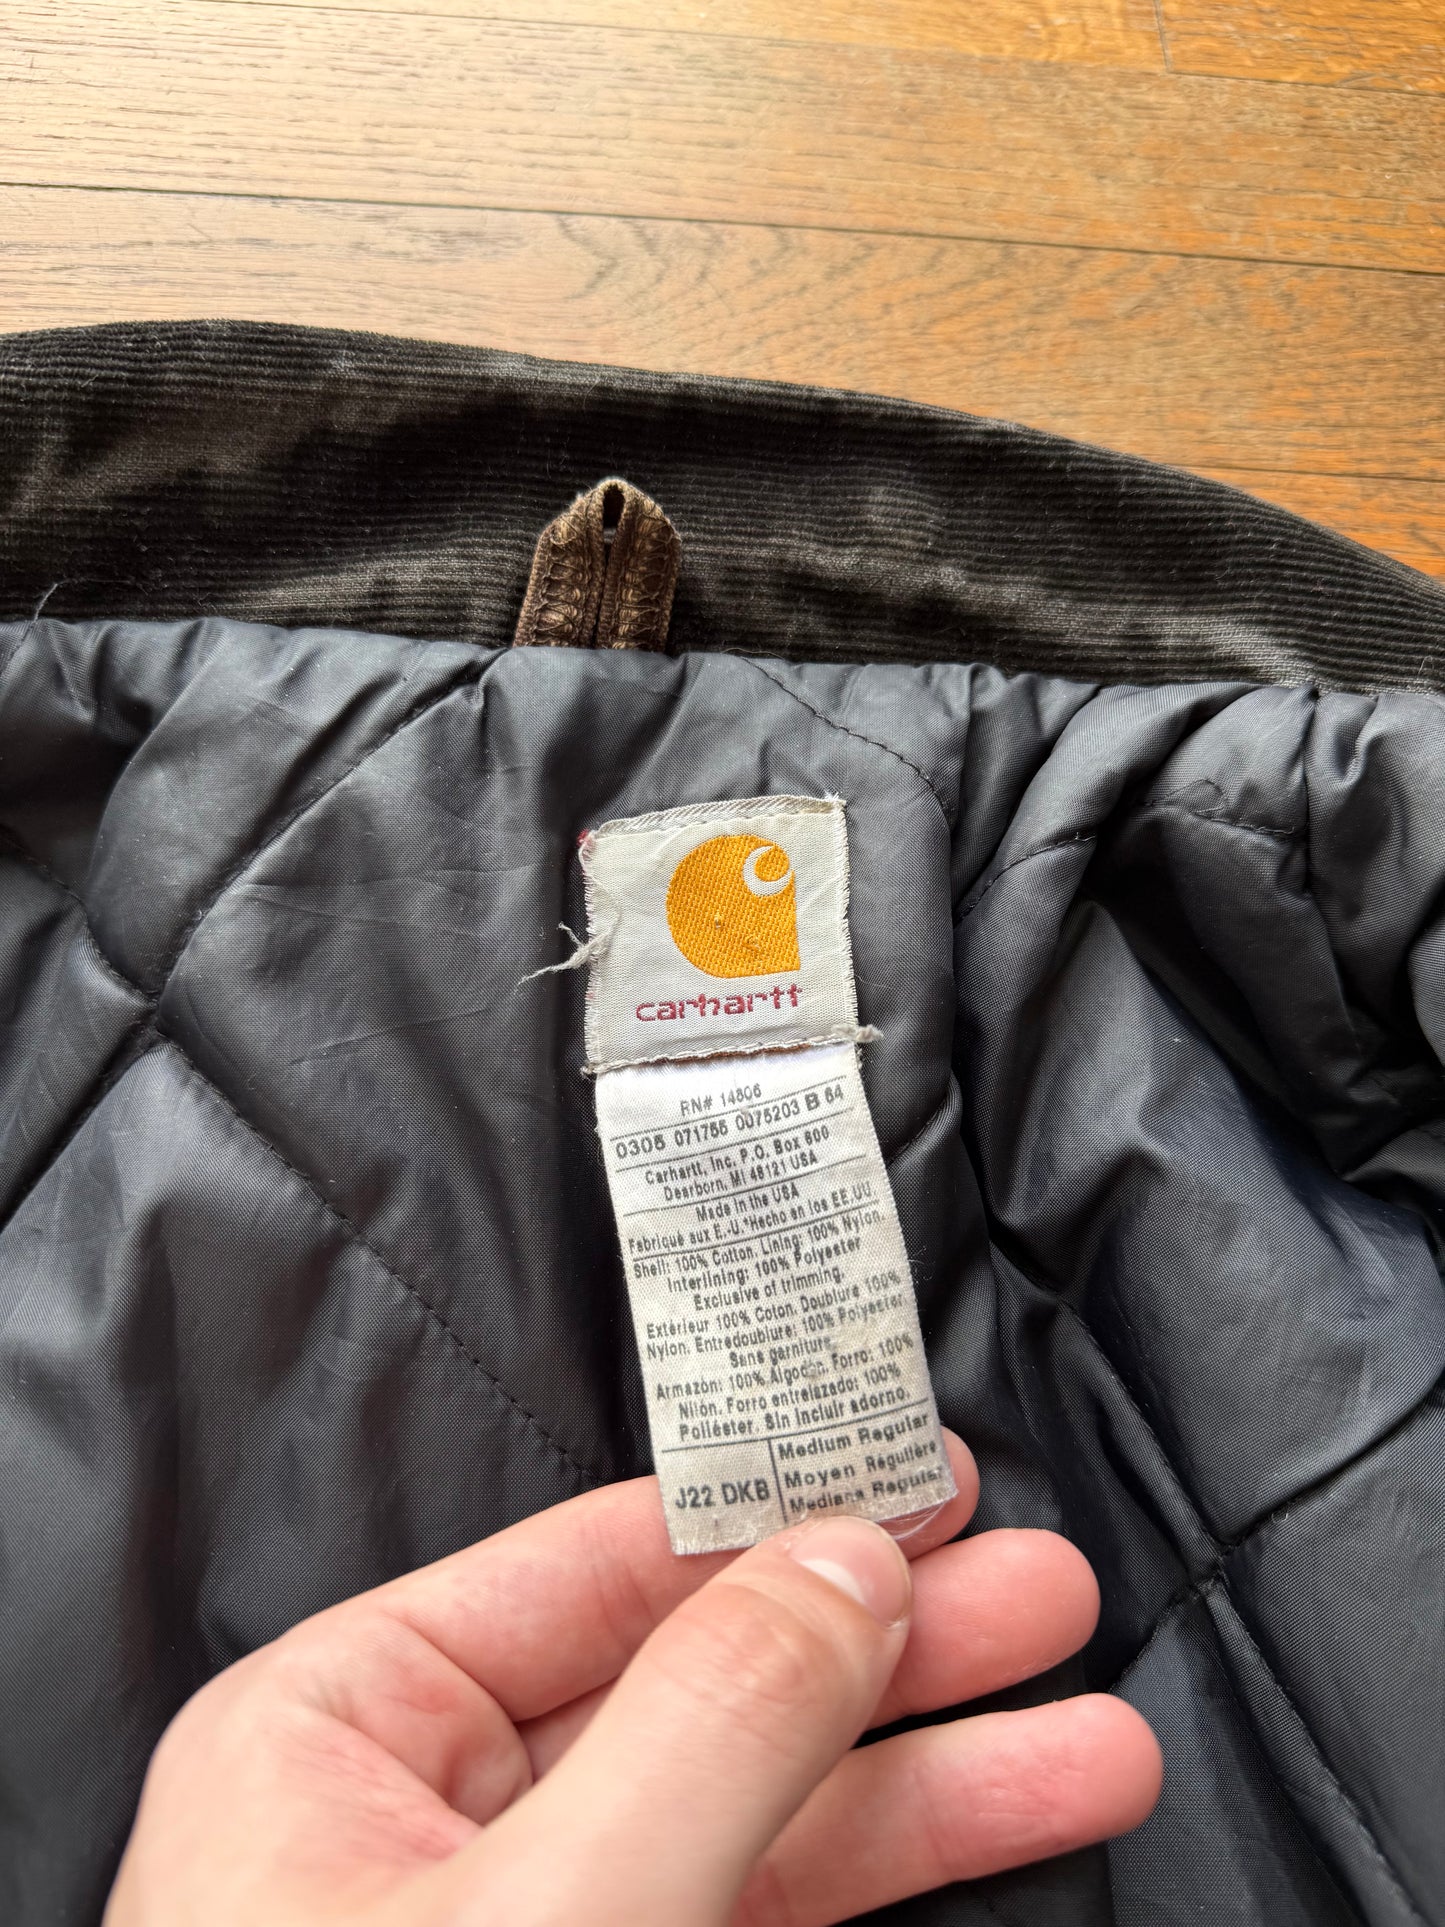 carhartt
RN# 14806
0305 071755 0075203 B 64
Carhartt, Inc. P.O. Box 600
Dearborn, MI 48121 USA
Made in the USA
Fabriqué aux E.-U.*Hecho en los EE.UU.
Shell: 100% Cotton. Lining: 100% Nylon.
Interlining: 100% Polyester
Exclusive of trimming.
Extérieur 100% Coton. Doublure 100%
Nylon. Entredoublure: 100% Polyester
Sans garniture.
Armazón: 100% Algodón. Forro: 100%
Nilón. Forro entrelazado: 100%
Poliéster. Sin incluir adorno.
J22 DKB
Medium Regular
Moyen Régulière
Mediana Regular